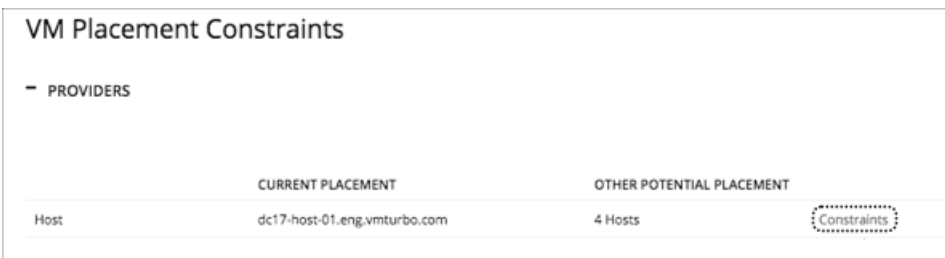 VM Placement Constraints
− PROVIDERS
CURRENT PLACEMENT OTHER POTENTIAL PLACEMENT
Host dc17-host-01.eng.vmturbo.com 4 Hosts Constraints